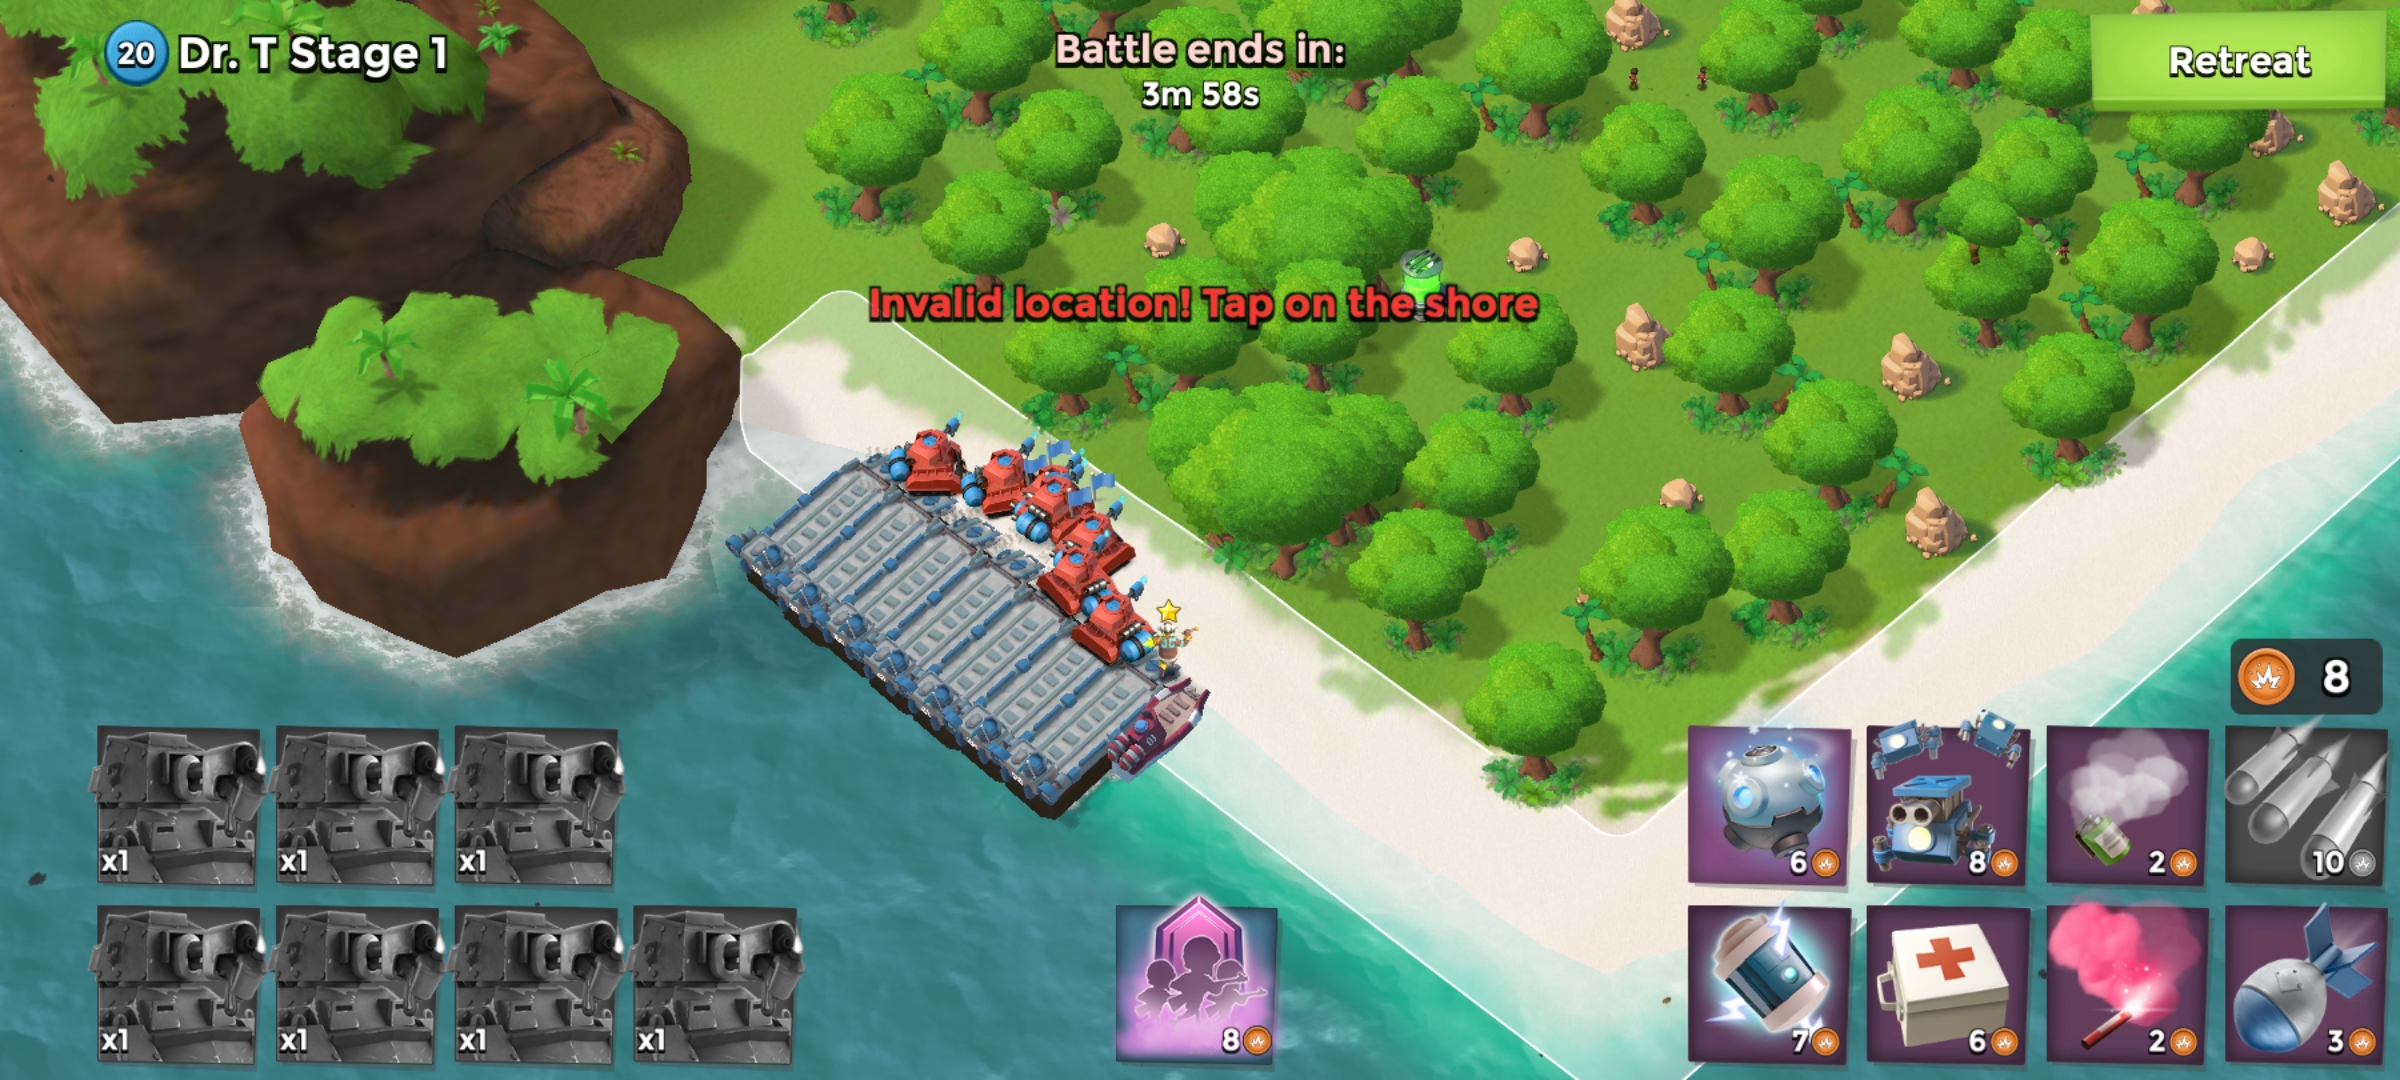 20 Dr. T Stage 1
Battle ends in:
3m 58s
Retreat
Invalid location! Tap on the shore
8
x1 x1 x1
6 8 2 10
x1 x1 x1 x1
8
7 6 2 3